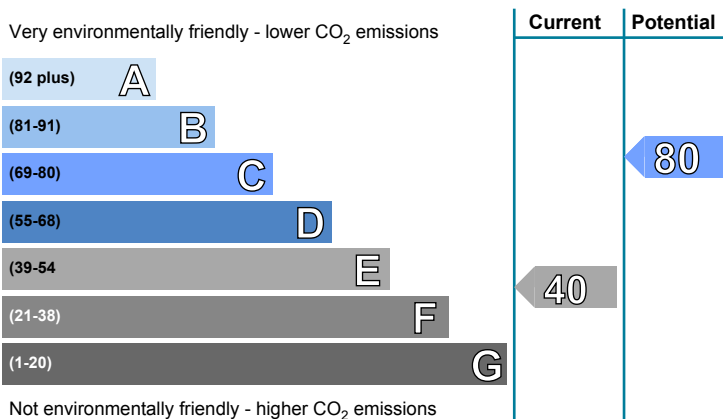 Current Potential
Very environmentally friendly - lower CO₂ emissions
(92 plus) A
(81-91) B
(69-80) C
80
(55-68) D
(39-54 E
40
(21-38) F
(1-20) G
Not environmentally friendly - higher CO₂ emissions